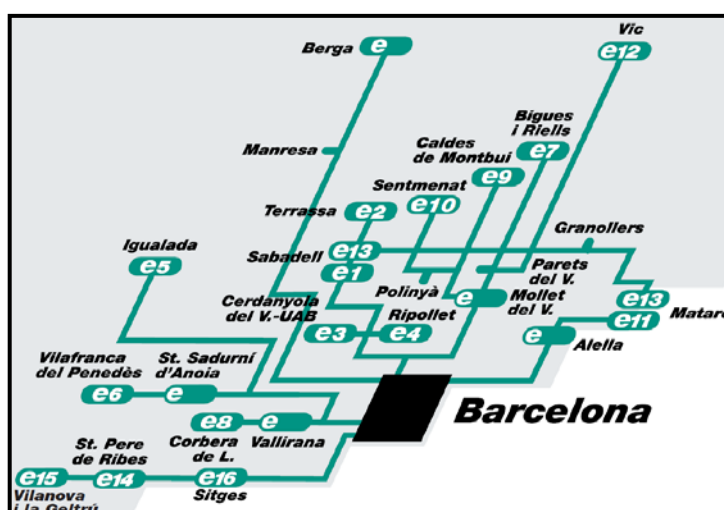 Berga
e
Vic
e12
Bigues
i Riells
e7
Manresa
Caldes
de Montbui
e9
Sentmenat
e10
Terrassa
e2
Granollers
Igualada
e5
Sabadell
e13
e1
Cerdanyola
del V.-UAB
Polinyà
Parets
del V.
e
Mollet
del V.
e13
e11
Mataró
e3
Ripollet
e4
e
Alella
Vilafranca
del Penedès
e6
St. Sadurní
d'Anoia
e
Barcelona
e8
Corbera
de L.
e
Vallirana
St. Pere
de Ribes
e15
e14
e16
Sitges
Vilanova
i la Geltrú